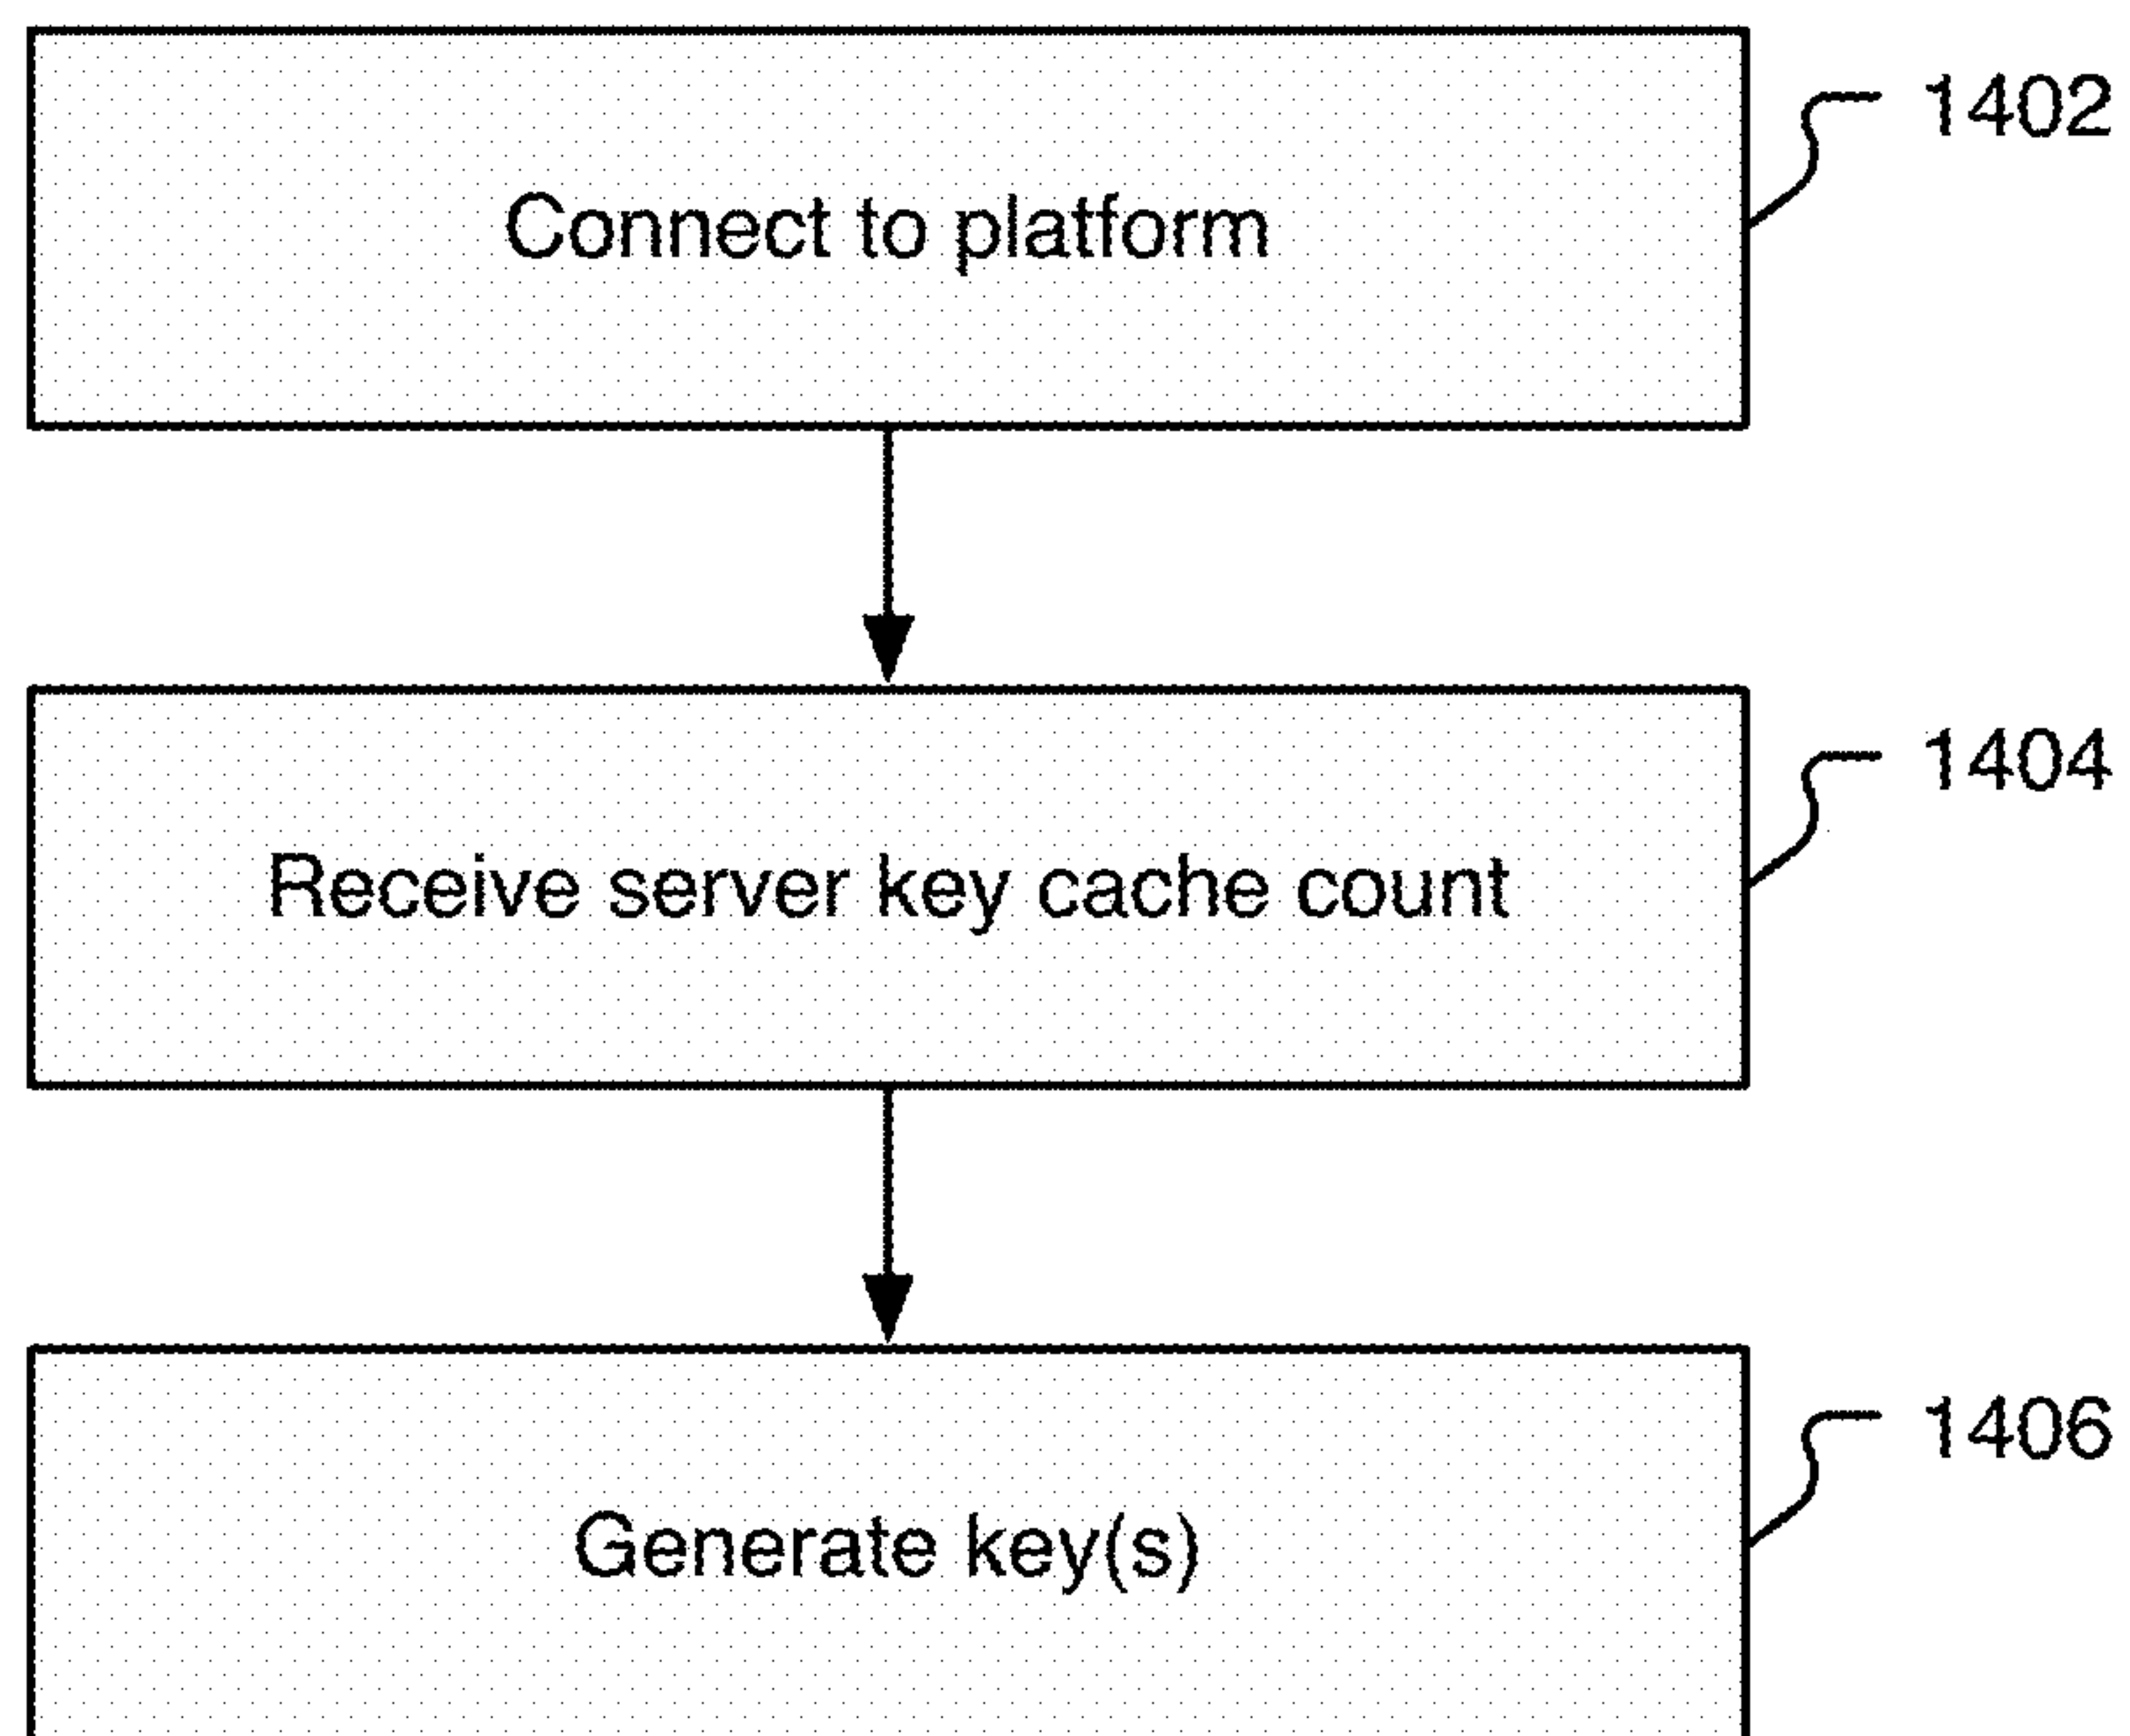 Connect to platform
1402
Receive server key cache count
1404
Generate key(s)
1406